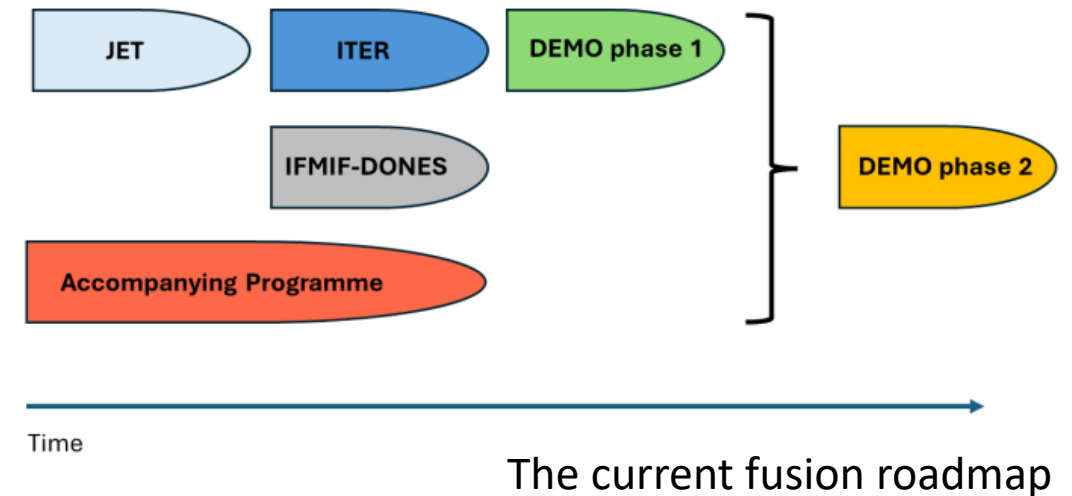 JET
ITER
DEMO phase 1
IFMIF-DONES
DEMO phase 2
Accompanying Programme
Time
The current fusion roadmap